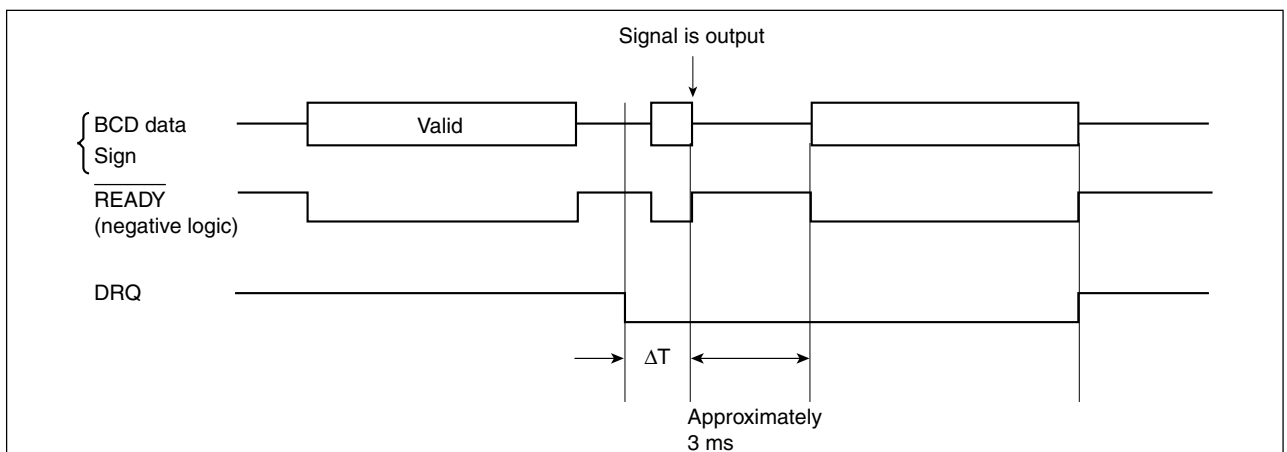 Signal is output
BCD data
Valid
Sign
READY
(negative logic)
DRQ
ΔT
Approximately
3 ms